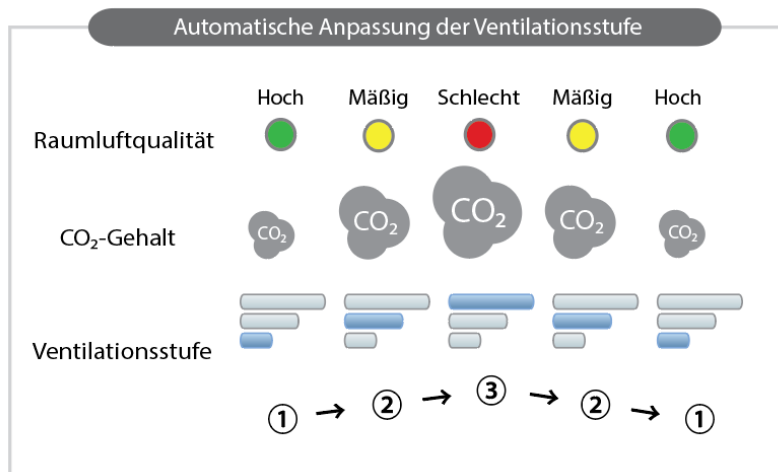 Automatische Anpassung der Ventilationsstufe
Hoch Mäßig Schlecht Mäßig Hoch
Raumluftqualität
CO₂-Gehalt CO₂ CO₂ CO₂ CO₂ CO₂
Ventilationsstufe
① → ② → ③ → ② → ①